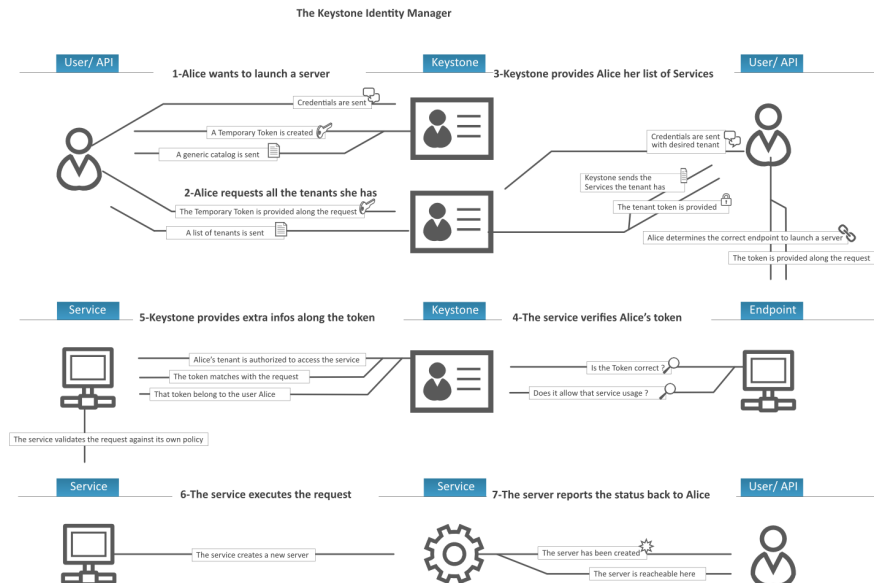 The Keystone Identity Manager
User/ API
1-Alice wants to launch a server
Keystone
3-Keystone provides Alice her list of Services
User/ API
Credentials are sent
A Temporary Token is created
A generic catalog is sent
Credentials are sent
with desired tenant
Keystone sends the
Services the tenant has
The tenant token is provided
2-Alice requests all the tenants she has
The Temporary Token is provided along the request
A list of tenants is sent
Alice determines the correct endpoint to launch a server
The token is provided along the request
Service
5-Keystone provides extra infos along the token
Keystone
4-The service verifies Alice's token
Endpoint
Alice's tenant is authorized to access the service
The token matches with the request
That token belong to the user Alice
Is the Token correct ?
Does it allow that service usage ?
The service validates the request against its own policy
Service
6-The service executes the request
Service
7-The server reports the status back to Alice
User/ API
The service creates a new server
The server has been created
The server is reacheable here